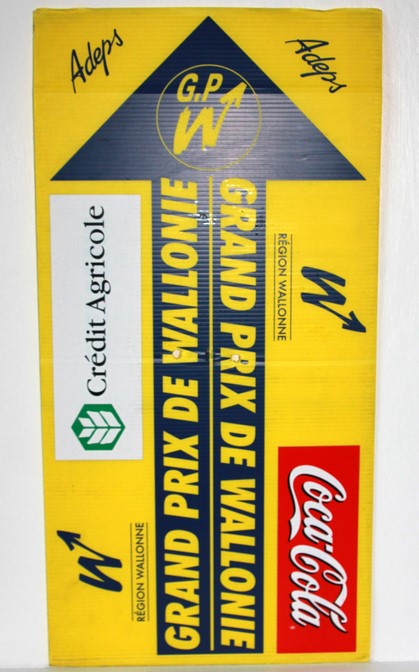 Adeps
Adeps
G.P
W
GRAND PRIX DE WALLONIE
GRAND PRIX DE WALLONIE
Crédit Agricole
RÉGION WALLONNE
W
Coca-Cola
W
RÉGION WALLONNE